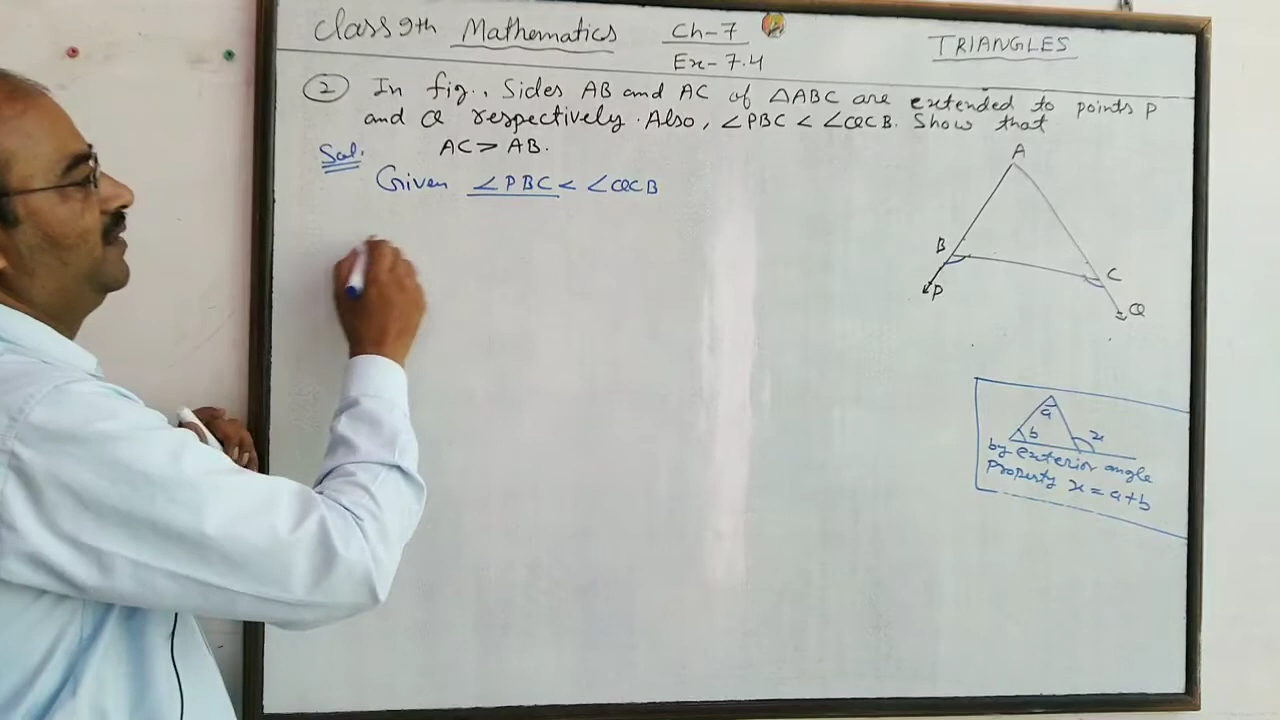 Class 9th Mathematics Ch-7 TRIANGLES
Ex-7.4
2 In fig., Sides AB and AC of △ABC are extended to points P
and Q respectively. Also, ∠PBC < ∠QCB. Show that
AC > AB.
Sol.
Given ∠PBC < ∠QCB
A
B
C
P
Q
a
b
x
by exterior angle
Property x = a+b